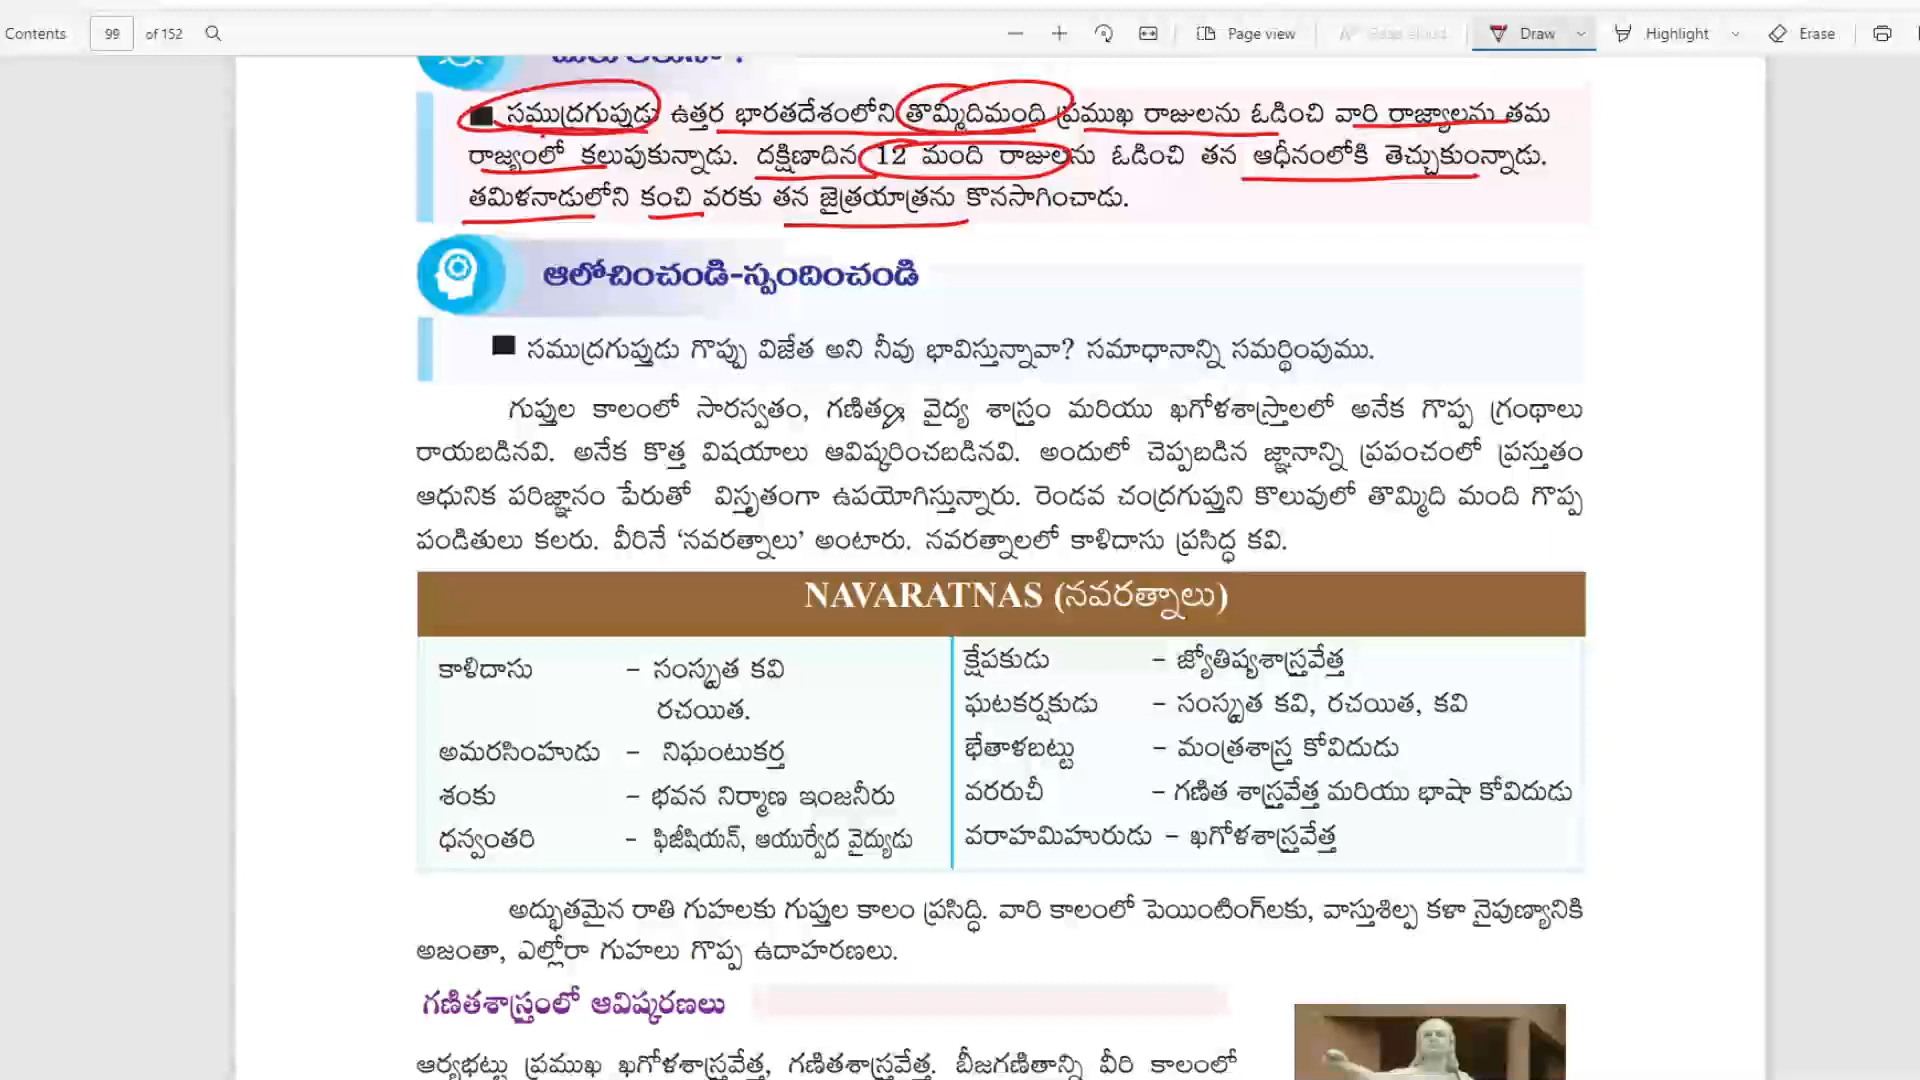 Contents 99 of 152 Page view Draw Highlight Erase
■ సముద్రగుప్తుడు ఉత్తర భారతదేశంలోని తొమ్మిదిమంది ప్రముఖ రాజులను ఓడించి వారి రాజ్యాలను తమ
రాజ్యంలో కలుపుకున్నాడు. దక్షిణాదిన 12 మంది రాజులను ఓడించి తన ఆధీనంలోకి తెచ్చుకుంన్నాడు.
తమిళనాడులోని కంచి వరకు తన జైత్రయాత్రను కొనసాగించాడు.
ఆలోచించండి-స్పందించండి
■ సముద్రగుప్తుడు గొప్ప విజేత అని నీవు భావిస్తున్నావా? సమాధానాన్ని సమర్థింపుము.
గుప్తుల కాలంలో సారస్వతం, గణితం, వైద్య శాస్త్రం మరియు ఖగోళశాస్త్రాలలో అనేక గొప్ప గ్రంథాలు
రాయబడినవి. అనేక కొత్త విషయాలు ఆవిష్కరించబడినవి. అందులో చెప్పబడిన జ్ఞానాన్ని ప్రపంచంలో ప్రస్తుతం
ఆధునిక పరిజ్ఞానం పేరుతో విస్తృతంగా ఉపయోగిస్తున్నారు. రెండవ చంద్రగుప్తుని కొలువులో తొమ్మిది మంది గొప్ప
పండితులు కలరు. వీరినే ‘నవరత్నాలు’ అంటారు. నవరత్నాలలో కాళిదాసు ప్రసిద్ధ కవి.
NAVARATNAS (నవరత్నాలు)
కాళిదాసు – సంస్కృత కవి
రచయిత.
అమరసింహుడు – నిఘంటుకర్త
శంకు – భవన నిర్మాణ ఇంజనీరు
ధన్వంతరి – ఫిజీషియన్, ఆయుర్వేద వైద్యుడు
క్షేపకుడు – జ్యోతిష్యశాస్త్రవేత్త
ఘటకర్షకుడు – సంస్కృత కవి, రచయిత, కవి
భేతాళబట్టు – మంత్రశాస్త్ర కోవిదుడు
వరరుచీ – గణిత శాస్త్రవేత్త మరియు భాషా కోవిదుడు
వరాహమిహురుడు – ఖగోళశాస్త్రవేత్త
అద్భుతమైన రాతి గుహలకు గుప్తుల కాలం ప్రసిద్ధి. వారి కాలంలో పెయింటింగ్‌లకు, వాస్తుశిల్ప కళా నైపుణ్యానికి
అజంతా, ఎల్లోరా గుహలు గొప్ప ఉదాహరణలు.
గణితశాస్త్రంలో ఆవిష్కరణలు
ఆర్యభట్టు ప్రముఖ ఖగోళశాస్త్రవేత్త, గణితశాస్త్రవేత్త. బీజగణితాన్ని వీరి కాలంలో